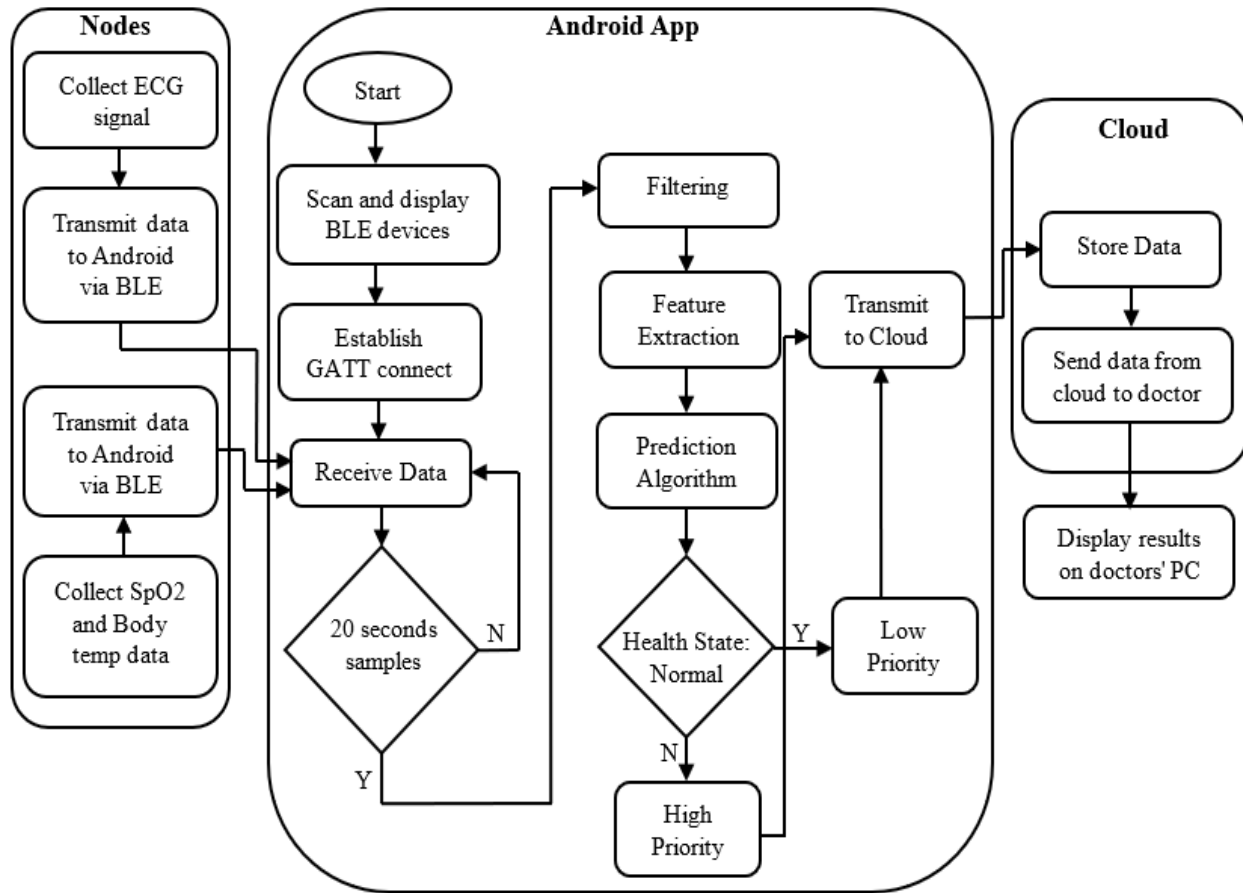 Nodes
Collect ECG
signal
Transmit data
to Android
via BLE
Transmit data
to Android
via BLE
Collect SpO2
and Body
temp data
Android App
Start
Scan and display
BLE devices
Establish
GATT connect
Receive Data
20 seconds
samples
N
Y
Filtering
Feature
Extraction
Prediction
Algorithm
Health State:
Normal
Y
N
Low
Priority
High
Priority
Transmit
to Cloud
Cloud
Store Data
Send data from
cloud to doctor
Display results
on doctors' PC